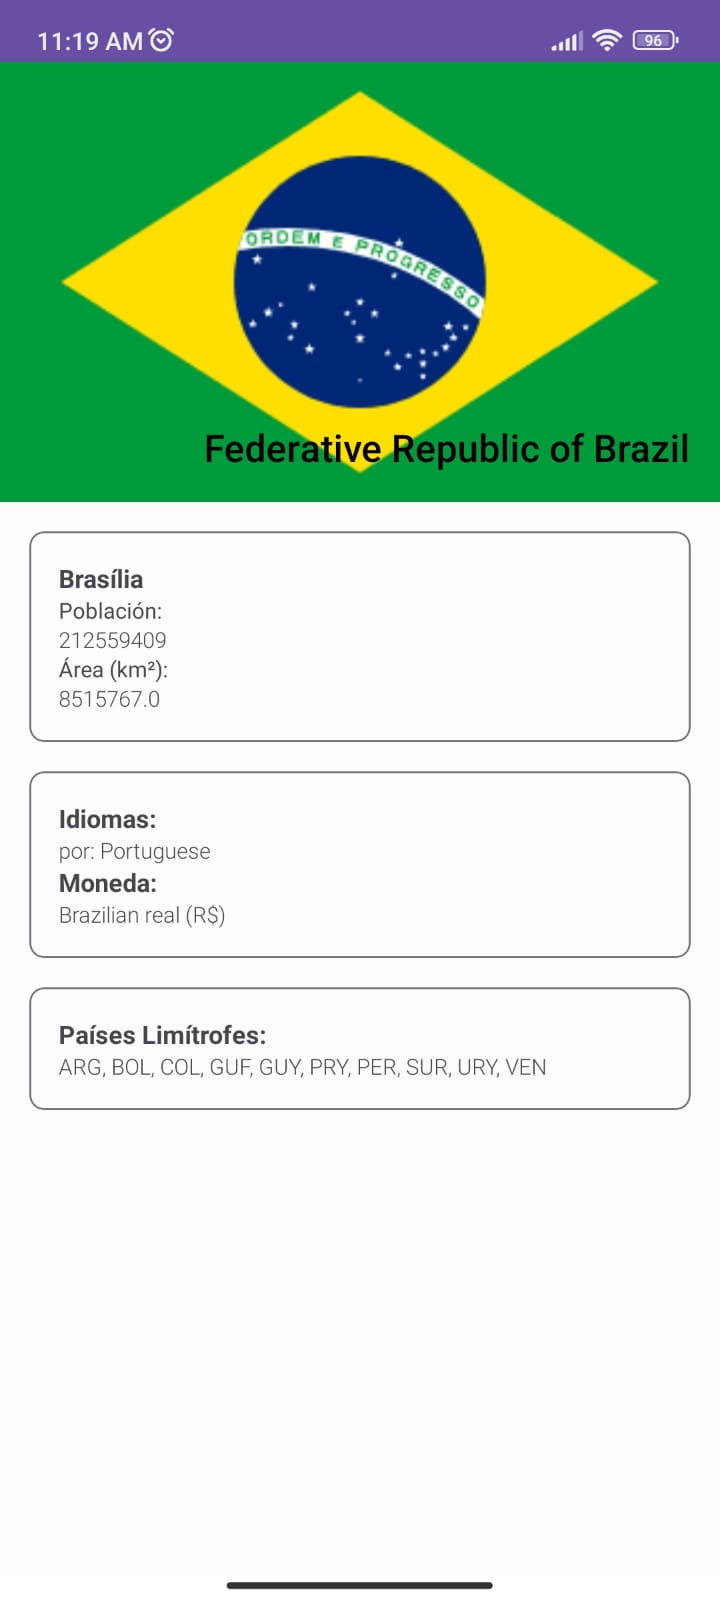 11:19 AM
96
ORDEM E PROGRESSO
Federative Republic of Brazil
Brasília
Población:
212559409
Área (km²):
8515767.0
Idiomas:
por: Portuguese
Moneda:
Brazilian real (R$)
Países Limítrofes:
ARG, BOL, COL, GUF, GUY, PRY, PER, SUR, URY, VEN